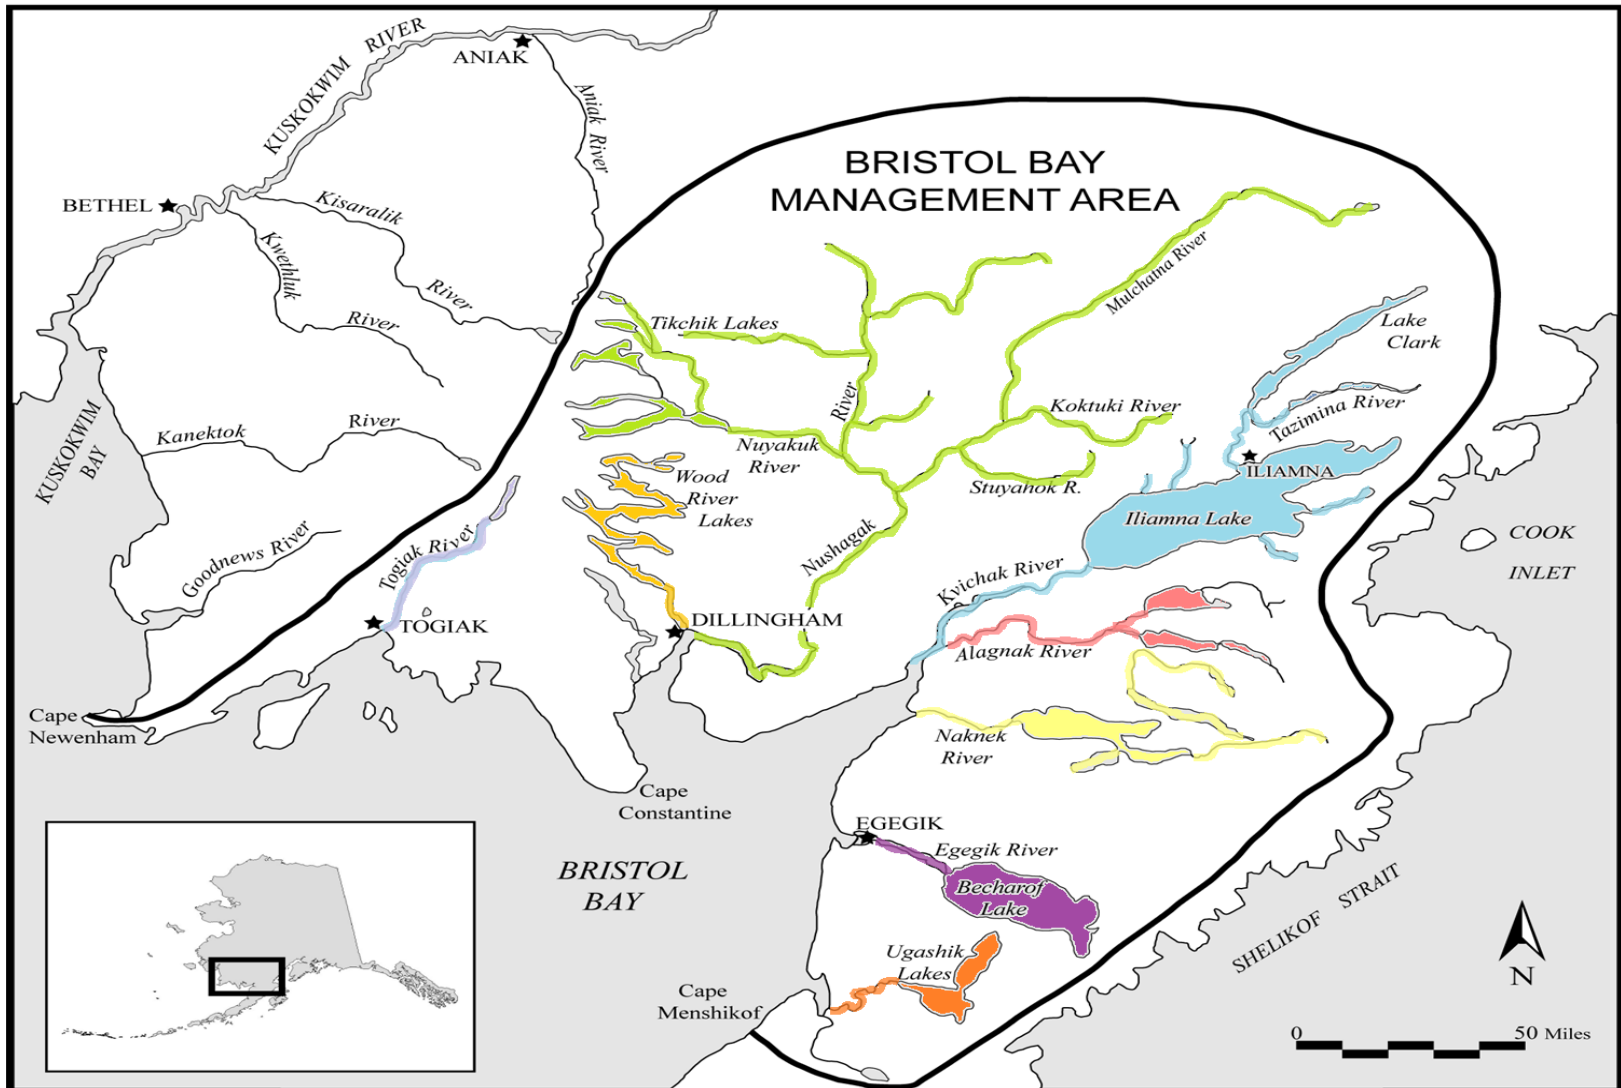 KUSKOKWIM RIVER
ANIAK
Aniak River
BETHEL
Kisaralik
River
Kwethluk
River
BRISTOL BAY
MANAGEMENT AREA
Mulchatna River
Tikchik Lakes
Lake
Clark
River
Koktuki River
Tazimina River
KUSKOKWIM
BAY
Kanektok
River
Nuyakuk
River
Stuyahok R.
ILIAMNA
Wood
River
Lakes
Iliamna Lake
COOK
INLET
Goodnews River
Togiak River
Nushagak
Kvichak River
TOGIAK
DILLINGHAM
Alagnak River
Cape
Newenham
Naknek
River
Cape
Constantine
EGEGIK
Egegik River
BRISTOL
BAY
Becharof
Lake
SHELIKOF STRAIT
Ugashik
Lakes
Cape
Menshikof
N
0 50 Miles